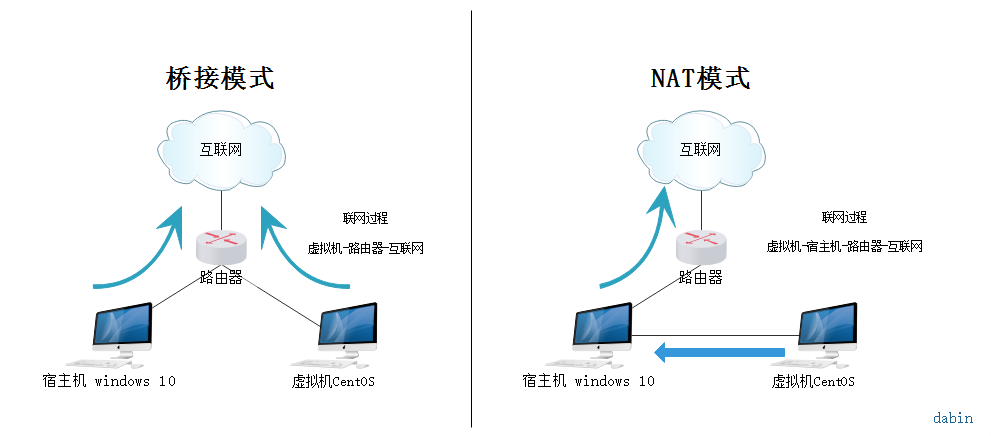 桥接模式
互联网
联网过程
虚拟机-路由器-互联网
路由器
宿主机 windows 10
虚拟机CentOS
NAT模式
互联网
联网过程
虚拟机-宿主机-路由器-互联网
路由器
宿主机 windows 10
虚拟机CentOS
dabin